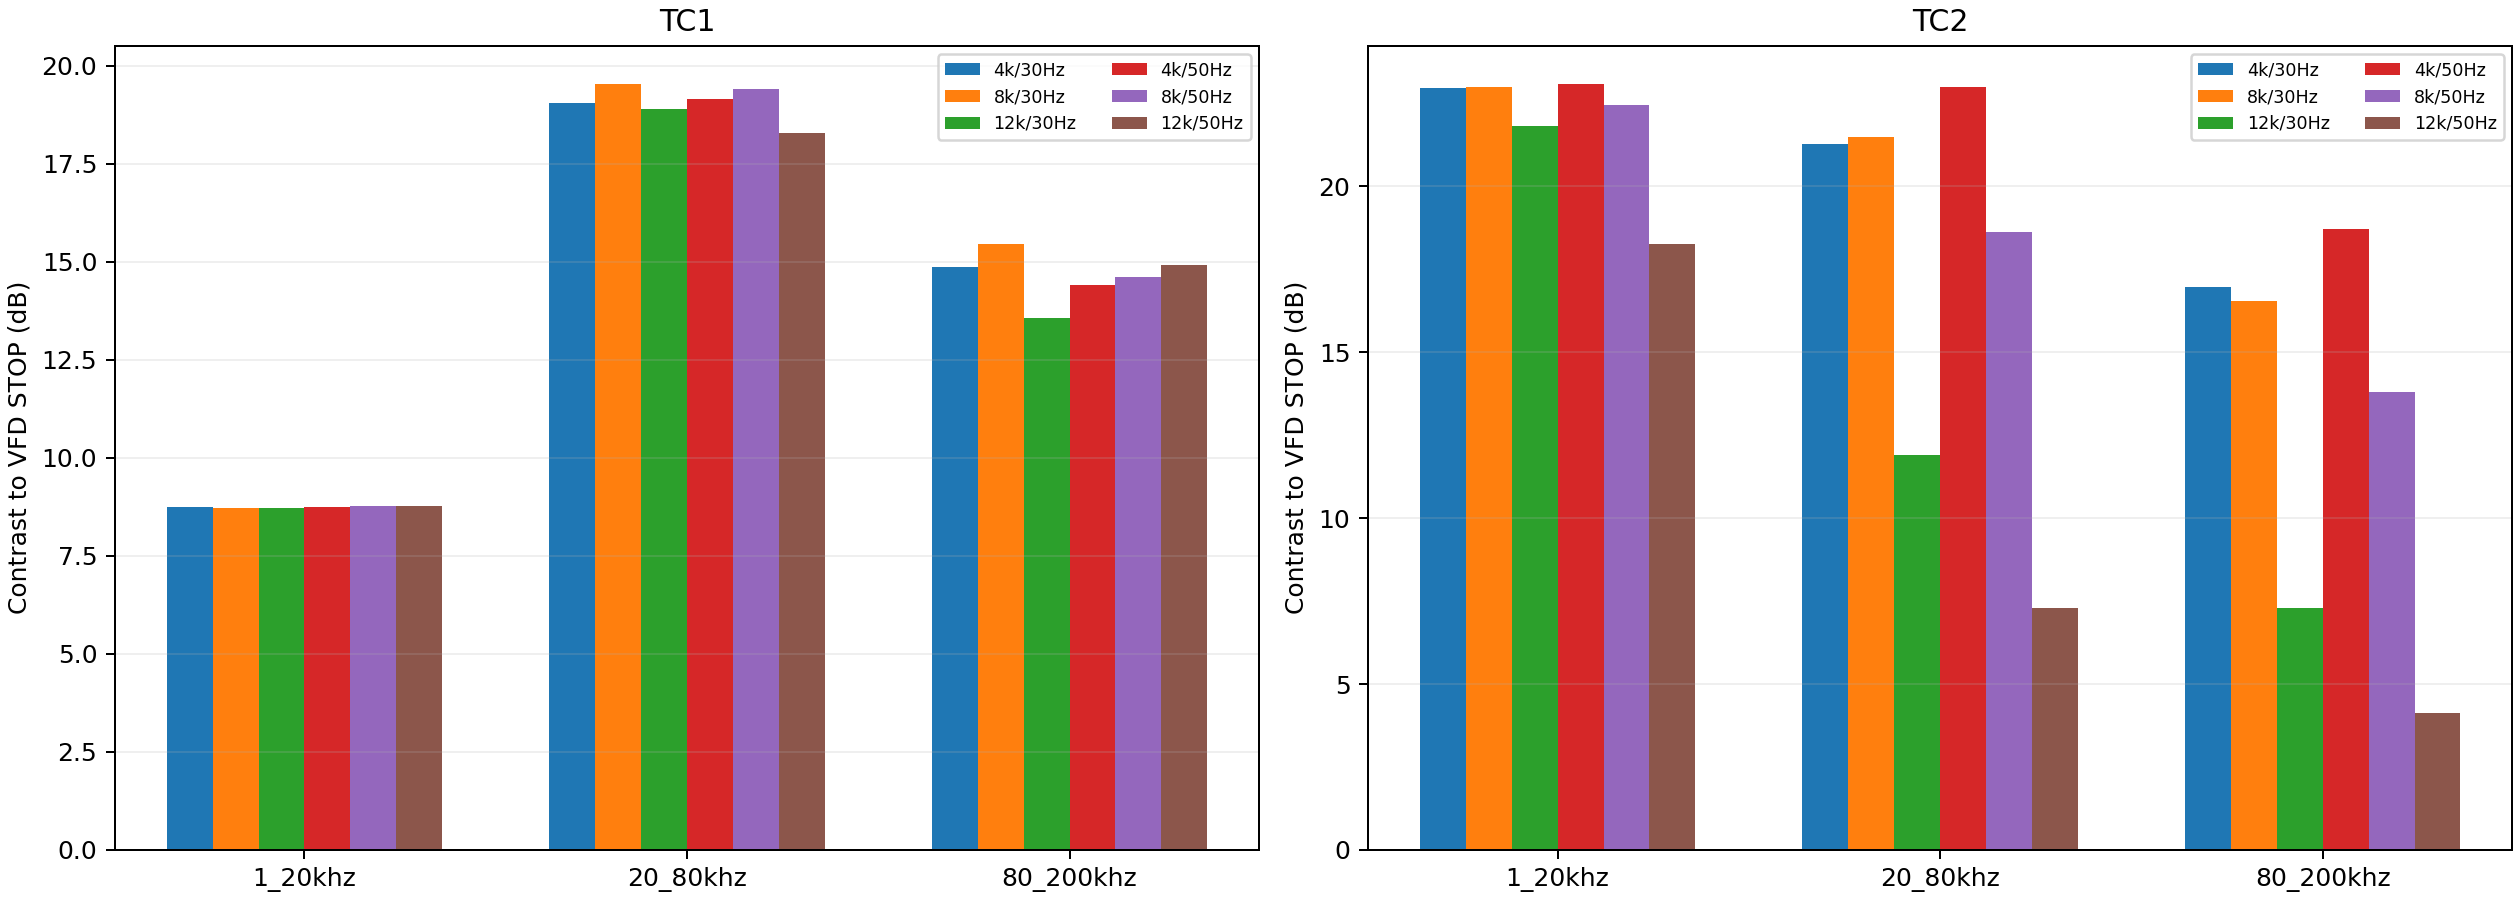 TC1
Contrast to VFD STOP (dB)
20.0
17.5
15.0
12.5
10.0
7.5
5.0
2.5
0.0
4k/30Hz
8k/30Hz
12k/30Hz
4k/50Hz
8k/50Hz
12k/50Hz
1_20khz
20_80khz
80_200khz
TC2
Contrast to VFD STOP (dB)
20
15
10
5
0
4k/30Hz
8k/30Hz
12k/30Hz
4k/50Hz
8k/50Hz
12k/50Hz
1_20khz
20_80khz
80_200khz